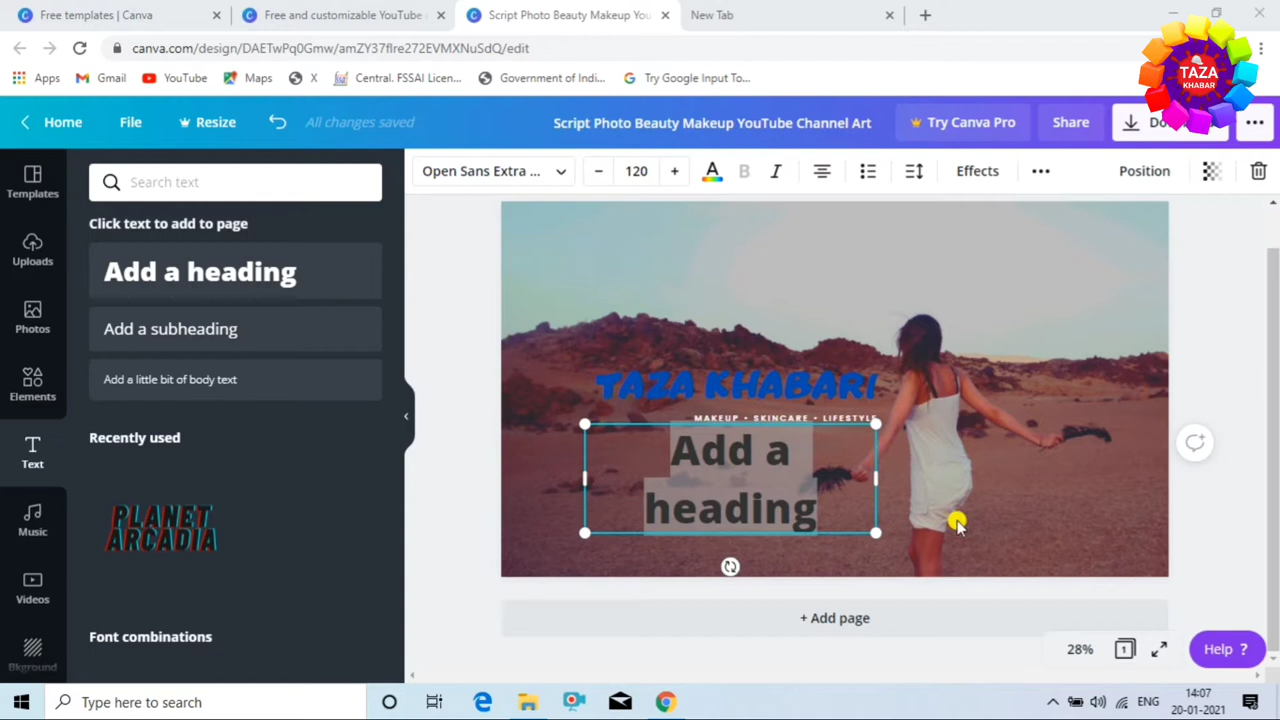 Free templates | Canva
Free and customizable YouTube
Script Photo Beauty Makeup You
New Tab
canva.com/design/DAETwPq0Gmw/amZY37flre272EVMXNuSdQ/edit
Apps
Gmail
YouTube
Maps
X
Central. FSSAI Licen...
Government of Indi...
Try Google Input To...
TAZA
KHABAR
Home
File
Resize
All changes saved
Script Photo Beauty Makeup YouTube Channel Art
Try Canva Pro
Share
Templates
Uploads
Photos
Elements
Text
Music
Videos
Bkground
Search text
Click text to add to page
Add a heading
Add a subheading
Add a little bit of body text
Recently used
PLANET
ARCADIA
Font combinations
Open Sans Extra ...
120
A
B
I
Effects
Position
TAZA KHABARI
MAKEUP • SKINCARE • LIFESTYLE
Add a
heading
+ Add page
28%
1
Help ?
Type here to search
ENG
14:07
20-01-2021